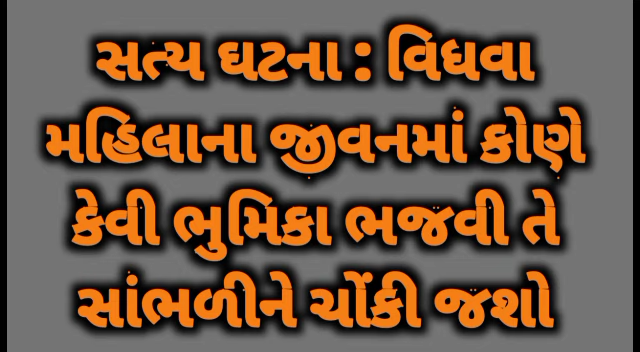 સત્ય ઘટના : વિધવા
મહિલાના જીવનમાં કોણે
કેવી ભુમિકા ભજવી તે
સાંભળીને ચોંકી જશો